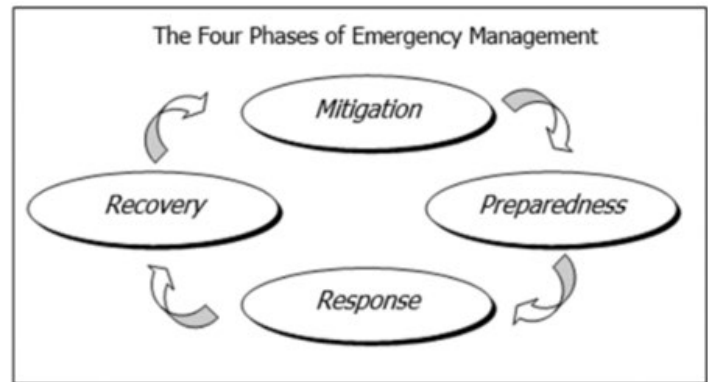 The Four Phases of Emergency Management
Mitigation
Recovery
Preparedness
Response